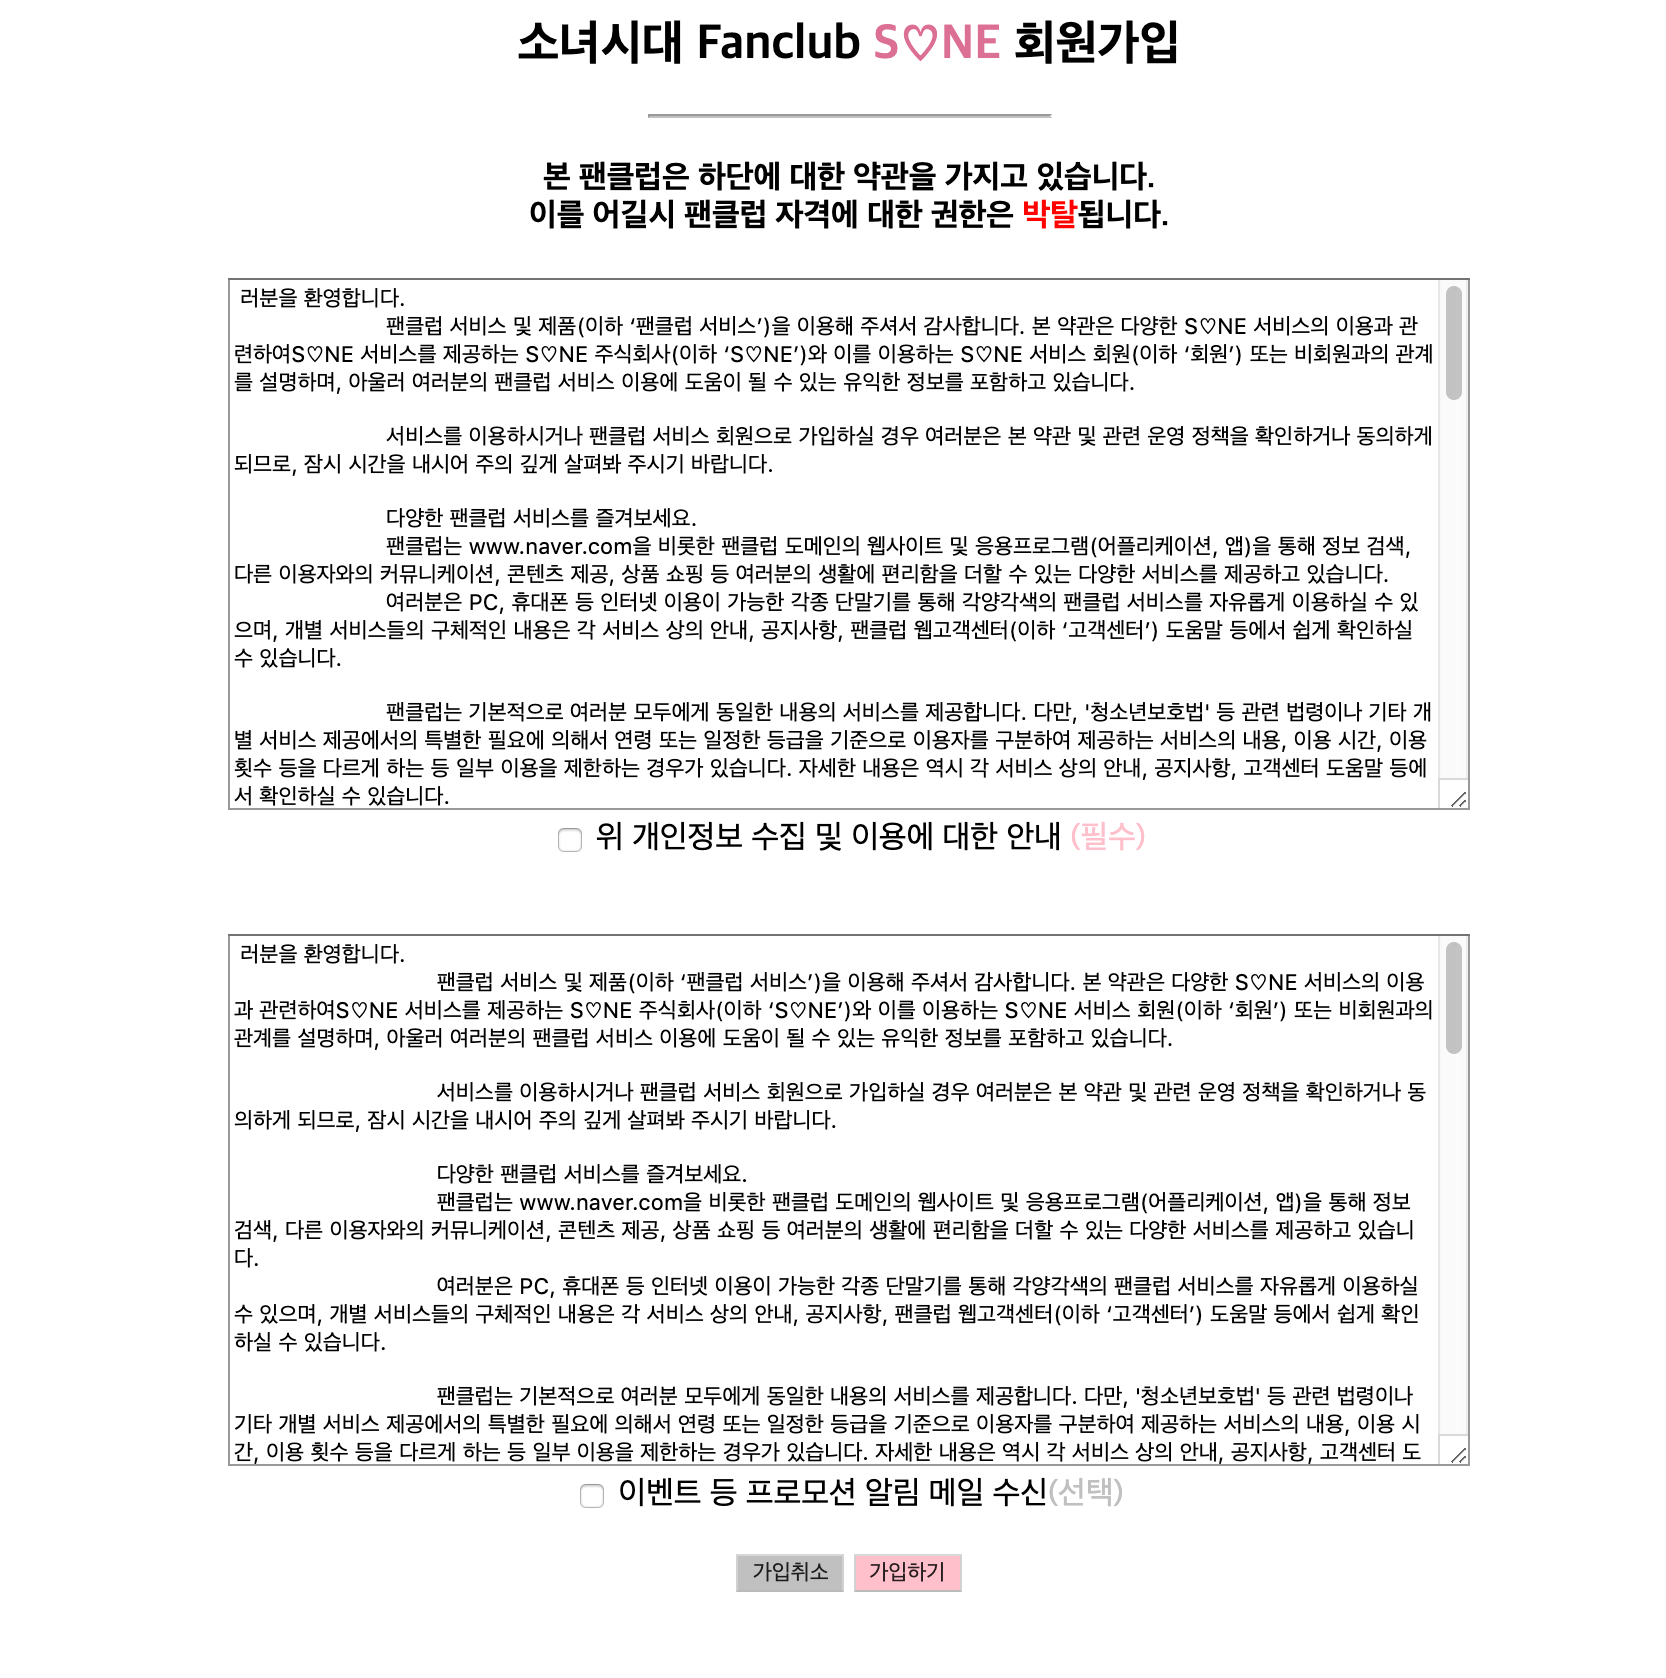 소녀시대 Fanclub S♡NE 회원가입
본 팬클럽은 하단에 대한 약관을 가지고 있습니다.
이를 어길시 팬클럽 자격에 대한 권한은 박탈됩니다.
러분을 환영합니다.
팬클럽 서비스 및 제품(이하 ‘팬클럽 서비스’)을 이용해 주셔서 감사합니다. 본 약관은 다양한 S♡NE 서비스의 이용과 관
련하여S♡NE 서비스를 제공하는 S♡NE 주식회사(이하 ‘S♡NE’)와 이를 이용하는 S♡NE 서비스 회원(이하 ‘회원’) 또는 비회원과의 관계
를 설명하며, 아울러 여러분의 팬클럽 서비스 이용에 도움이 될 수 있는 유익한 정보를 포함하고 있습니다.
서비스를 이용하시거나 팬클럽 서비스 회원으로 가입하실 경우 여러분은 본 약관 및 관련 운영 정책을 확인하거나 동의하게
되므로, 잠시 시간을 내시어 주의 깊게 살펴봐 주시기 바랍니다.
다양한 팬클럽 서비스를 즐겨보세요.
팬클럽는 www.naver.com을 비롯한 팬클럽 도메인의 웹사이트 및 응용프로그램(어플리케이션, 앱)을 통해 정보 검색,
다른 이용자와의 커뮤니케이션, 콘텐츠 제공, 상품 쇼핑 등 여러분의 생활에 편리함을 더할 수 있는 다양한 서비스를 제공하고 있습니다.
여러분은 PC, 휴대폰 등 인터넷 이용이 가능한 각종 단말기를 통해 각양각색의 팬클럽 서비스를 자유롭게 이용하실 수 있
으며, 개별 서비스들의 구체적인 내용은 각 서비스 상의 안내, 공지사항, 팬클럽 웹고객센터(이하 ‘고객센터’) 도움말 등에서 쉽게 확인하실
수 있습니다.
팬클럽는 기본적으로 여러분 모두에게 동일한 내용의 서비스를 제공합니다. 다만, '청소년보호법' 등 관련 법령이나 기타 개
별 서비스 제공에서의 특별한 필요에 의해서 연령 또는 일정한 등급을 기준으로 이용자를 구분하여 제공하는 서비스의 내용, 이용 시간, 이용
횟수 등을 다르게 하는 등 일부 이용을 제한하는 경우가 있습니다. 자세한 내용은 역시 각 서비스 상의 안내, 공지사항, 고객센터 도움말 등에
서 확인하실 수 있습니다.
위 개인정보 수집 및 이용에 대한 안내 (필수)
러분을 환영합니다.
팬클럽 서비스 및 제품(이하 ‘팬클럽 서비스’)을 이용해 주셔서 감사합니다. 본 약관은 다양한 S♡NE 서비스의 이용
과 관련하여S♡NE 서비스를 제공하는 S♡NE 주식회사(이하 ‘S♡NE’)와 이를 이용하는 S♡NE 서비스 회원(이하 ‘회원’) 또는 비회원과의
관계를 설명하며, 아울러 여러분의 팬클럽 서비스 이용에 도움이 될 수 있는 유익한 정보를 포함하고 있습니다.
서비스를 이용하시거나 팬클럽 서비스 회원으로 가입하실 경우 여러분은 본 약관 및 관련 운영 정책을 확인하거나 동
의하게 되므로, 잠시 시간을 내시어 주의 깊게 살펴봐 주시기 바랍니다.
다양한 팬클럽 서비스를 즐겨보세요.
팬클럽는 www.naver.com을 비롯한 팬클럽 도메인의 웹사이트 및 응용프로그램(어플리케이션, 앱)을 통해 정보
검색, 다른 이용자와의 커뮤니케이션, 콘텐츠 제공, 상품 쇼핑 등 여러분의 생활에 편리함을 더할 수 있는 다양한 서비스를 제공하고 있습니
다.
여러분은 PC, 휴대폰 등 인터넷 이용이 가능한 각종 단말기를 통해 각양각색의 팬클럽 서비스를 자유롭게 이용하실
수 있으며, 개별 서비스들의 구체적인 내용은 각 서비스 상의 안내, 공지사항, 팬클럽 웹고객센터(이하 ‘고객센터’) 도움말 등에서 쉽게 확인
하실 수 있습니다.
팬클럽는 기본적으로 여러분 모두에게 동일한 내용의 서비스를 제공합니다. 다만, '청소년보호법' 등 관련 법령이나
기타 개별 서비스 제공에서의 특별한 필요에 의해서 연령 또는 일정한 등급을 기준으로 이용자를 구분하여 제공하는 서비스의 내용, 이용 시
간, 이용 횟수 등을 다르게 하는 등 일부 이용을 제한하는 경우가 있습니다. 자세한 내용은 역시 각 서비스 상의 안내, 공지사항, 고객센터 도
이벤트 등 프로모션 알림 메일 수신(선택)
가입취소 가입하기